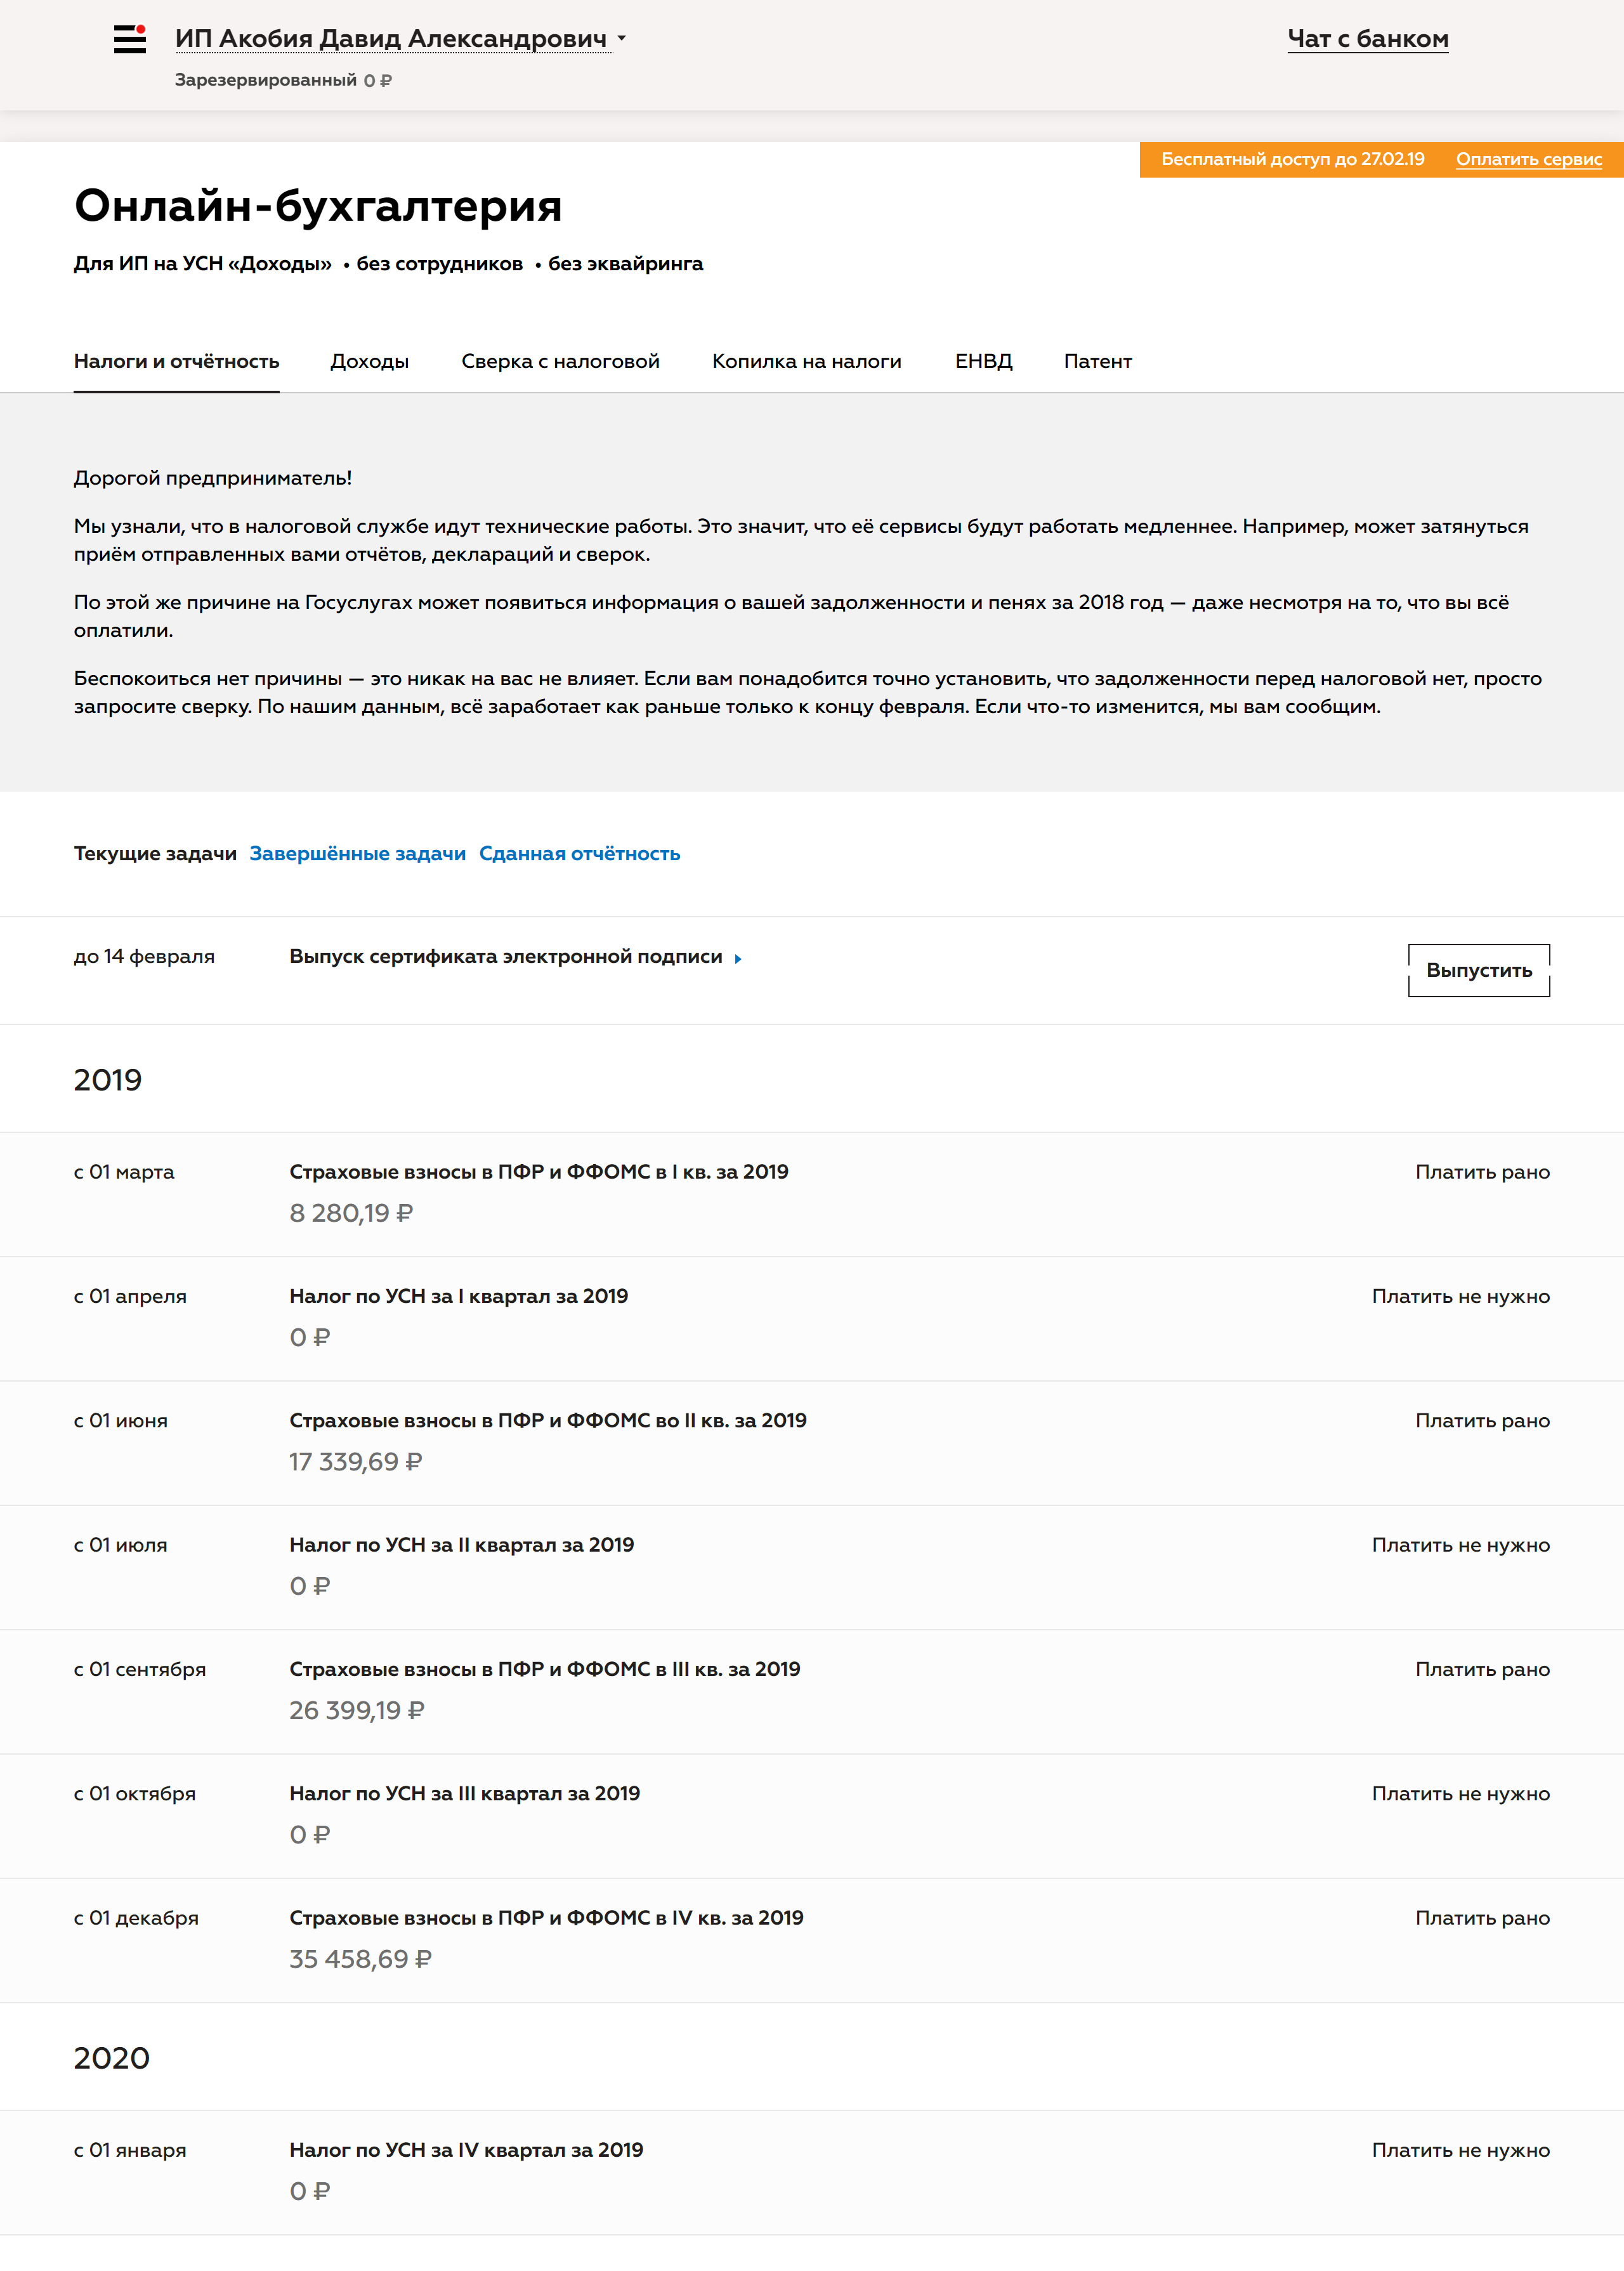 ИП Акобия Давид Александрович
Чат с банком
Зарезервированный 0 ₽
Бесплатный доступ до 27.02.19 Оплатить сервис
Онлайн-бухгалтерия
Для ИП на УСН «Доходы» • без сотрудников • без эквайринга
Налоги и отчётность Доходы Сверка с налоговой Копилка на налоги ЕНВД Патент
Дорогой предприниматель!
Мы узнали, что в налоговой службе идут технические работы. Это значит, что её сервисы будут работать медленнее. Например, может затянуться
приём отправленных вами отчётов, деклараций и сверок.
По этой же причине на Госуслугах может появиться информация о вашей задолженности и пенях за 2018 год — даже несмотря на то, что вы всё
оплатили.
Беспокоиться нет причины — это никак на вас не влияет. Если вам понадобится точно установить, что задолженности перед налоговой нет, просто
запросите сверку. По нашим данным, всё заработает как раньше только к концу февраля. Если что-то изменится, мы вам сообщим.
Текущие задачи Завершённые задачи Сданная отчётность
до 14 февраля Выпуск сертификата электронной подписи Выпустить
2019
с 01 марта Страховые взносы в ПФР и ФФОМС в I кв. за 2019 Платить рано
8 280,19 ₽
с 01 апреля Налог по УСН за I квартал за 2019 Платить не нужно
0 ₽
с 01 июня Страховые взносы в ПФР и ФФОМС во II кв. за 2019 Платить рано
17 339,69 ₽
с 01 июля Налог по УСН за II квартал за 2019 Платить не нужно
0 ₽
с 01 сентября Страховые взносы в ПФР и ФФОМС в III кв. за 2019 Платить рано
26 399,19 ₽
с 01 октября Налог по УСН за III квартал за 2019 Платить не нужно
0 ₽
с 01 декабря Страховые взносы в ПФР и ФФОМС в IV кв. за 2019 Платить рано
35 458,69 ₽
2020
с 01 января Налог по УСН за IV квартал за 2019 Платить не нужно
0 ₽